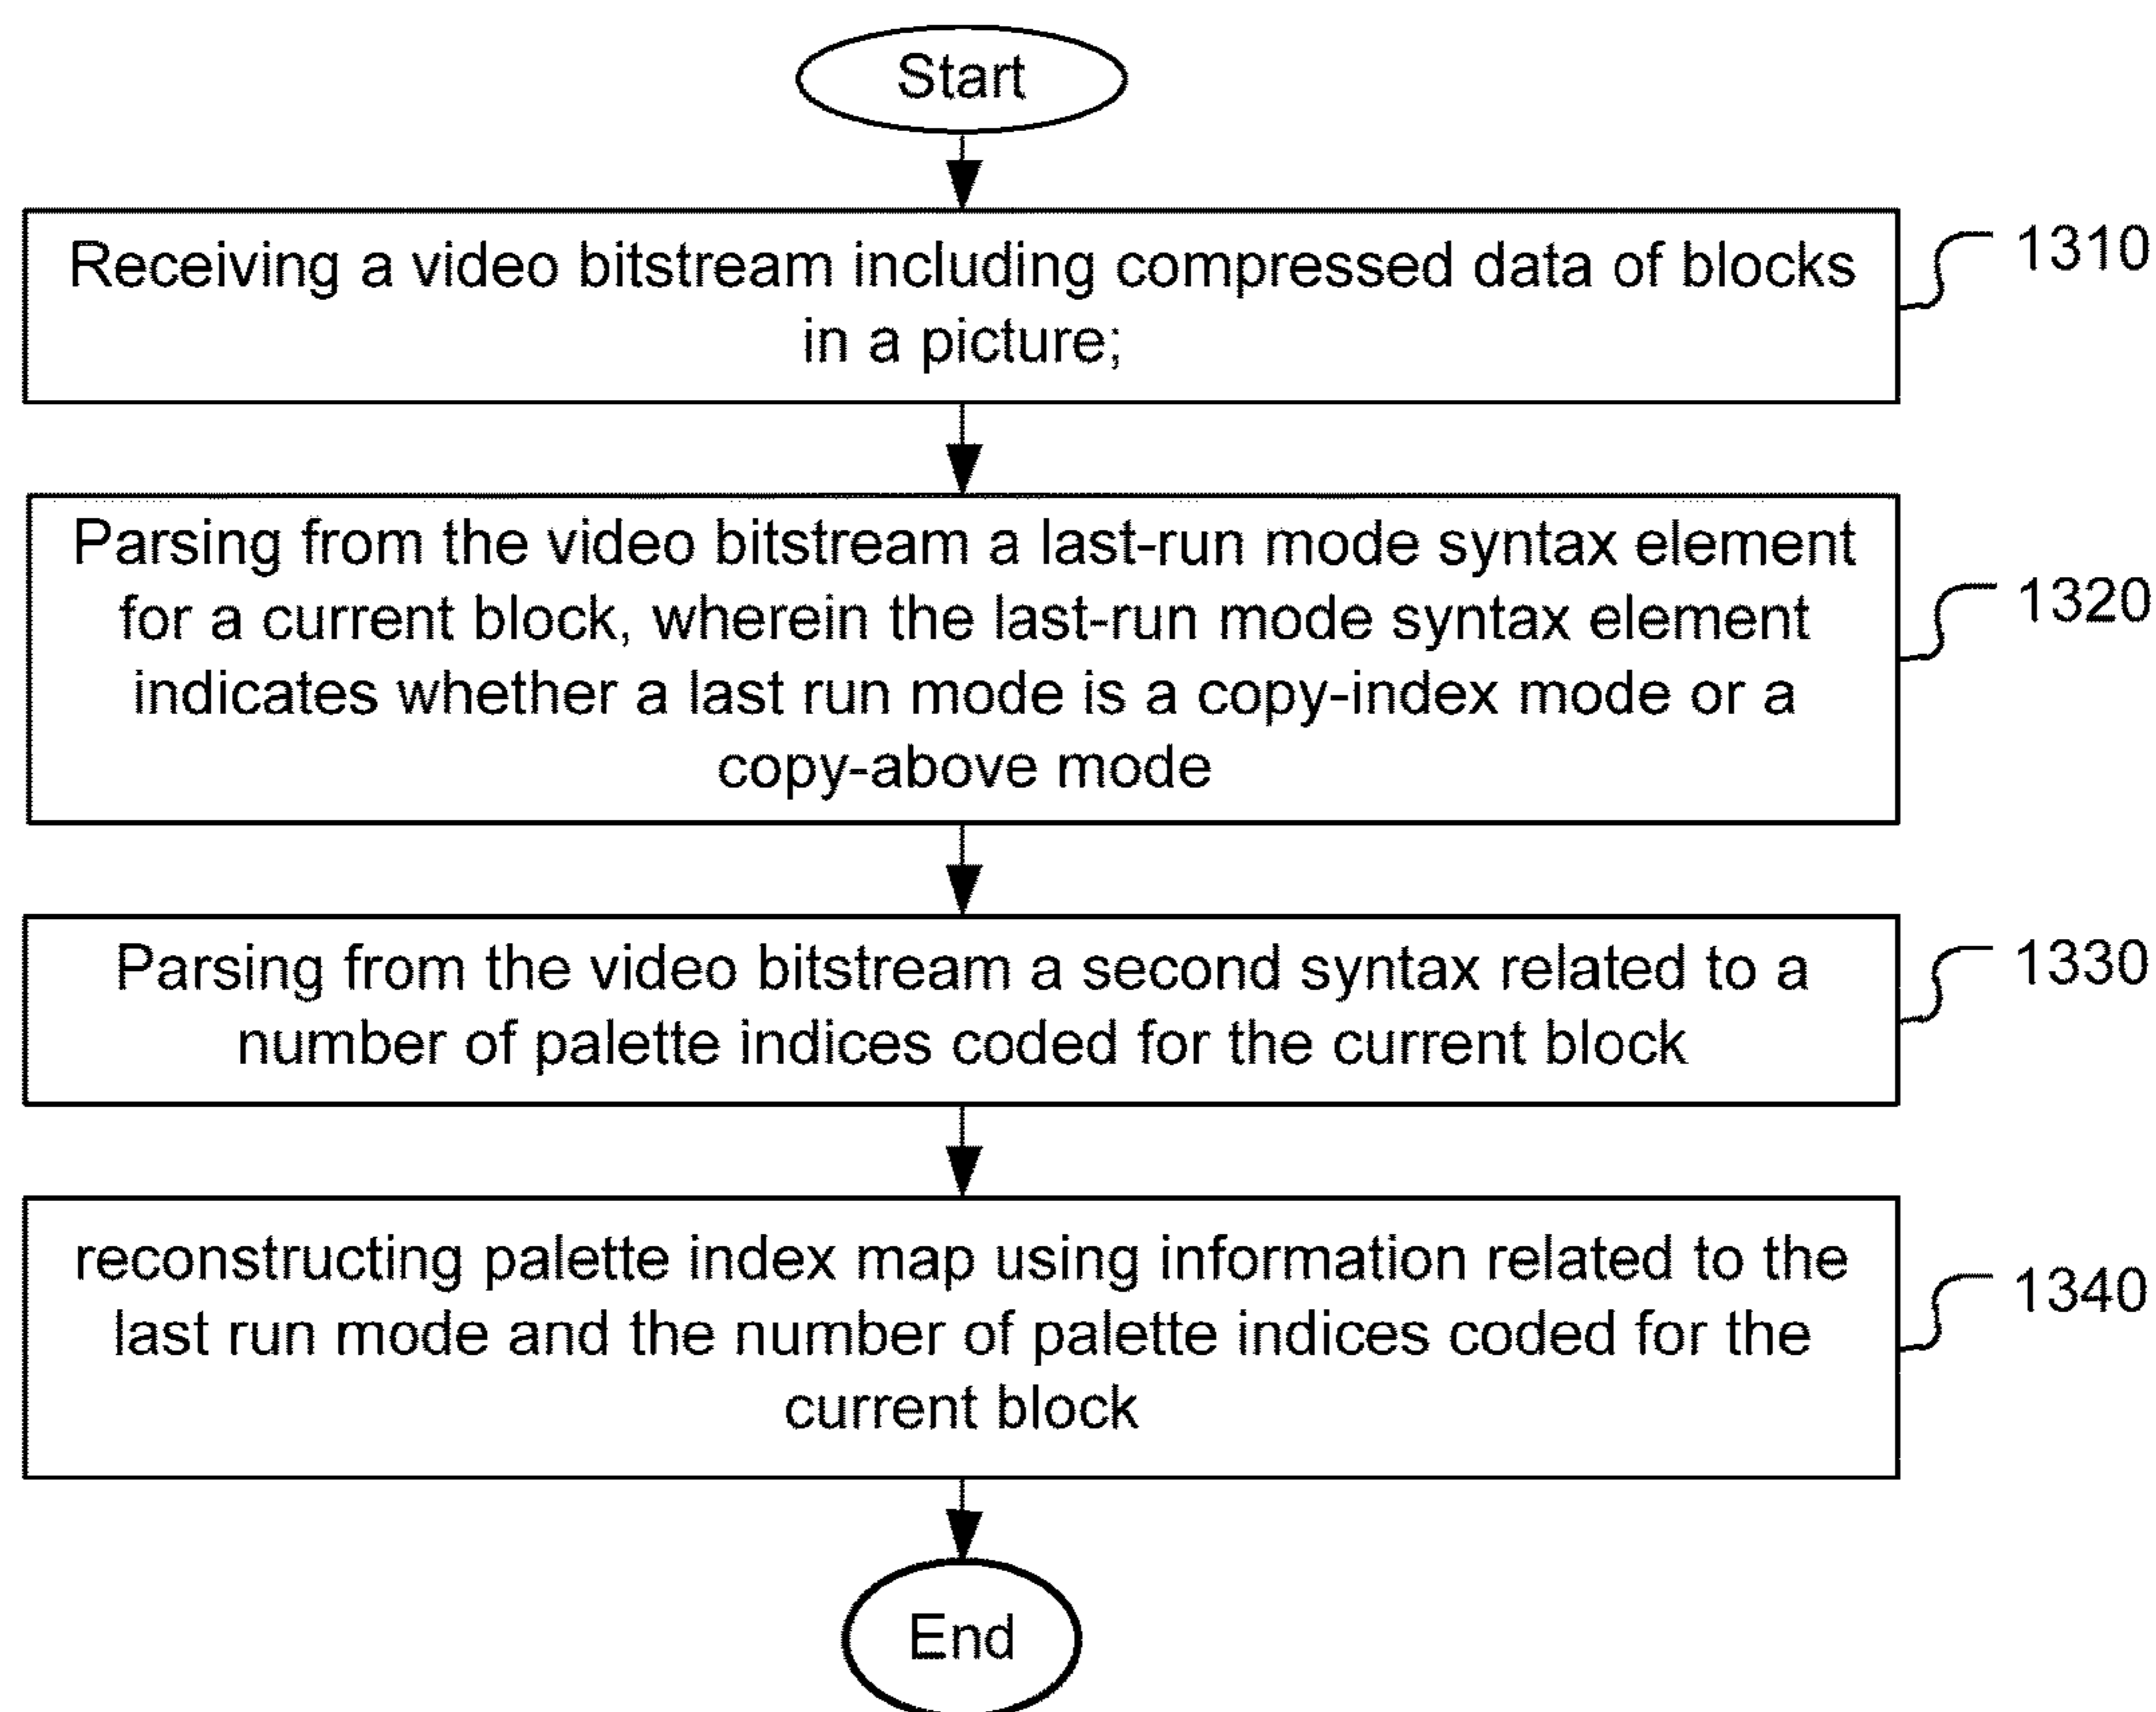 Start
Receiving a video bitstream including compressed data of blocks
in a picture;
1310
Parsing from the video bitstream a last-run mode syntax element
for a current block, wherein the last-run mode syntax element
indicates whether a last run mode is a copy-index mode or a
copy-above mode
1320
Parsing from the video bitstream a second syntax related to a
number of palette indices coded for the current block
1330
reconstructing palette index map using information related to the
last run mode and the number of palette indices coded for the
current block
1340
End